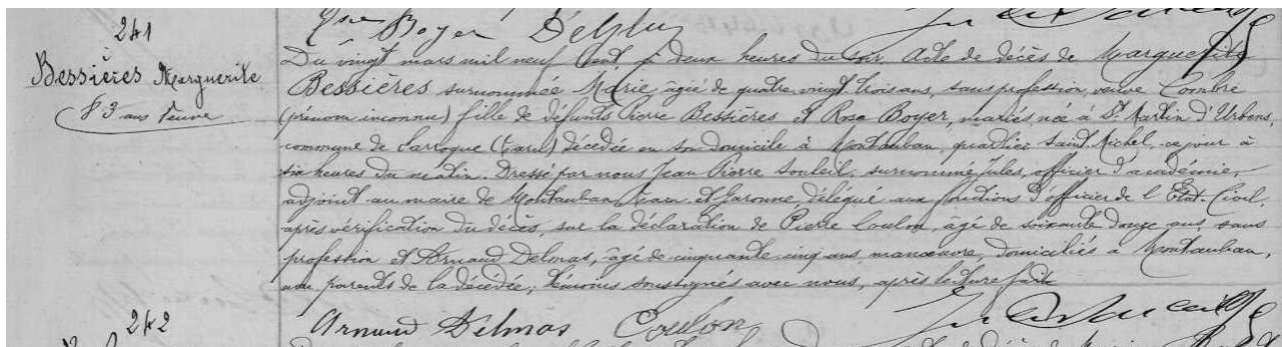 241
Bessières Marguerite
83 ans Veuve
Boyer Delpuy
Du vingt mars mil neuf Cent, à deux heures du soir. Acte de décès de Marguerite
Bessières surnommée Marie, âgée de quatre vingt trois ans, sans profession, veuve Combre
(prénom inconnu) fille de défunts Pierre Bessières et Rose Boyer, mariés, née à St. Martin d'Urbens,
commune de Larroque (Tarn) décédée en son domicile à Montauban, quartier Saint Michel, ce jour à
six heures du matin. Dressé par nous Jean Pierre Souleil, surnommé Jules, officier d'académie,
adjoint au maire de Montauban, Tarn et Garonne, délégué aux fonctions d'officier de l'Etat-Civil,
après vérification du décès, sur la déclaration de Pierre Coulon, âgé de soixante douze ans, sans
profession et Arnaud Delmas, âgé de cinquante cinq ans, manœuvre, domiciliés à Montauban,
non parents de la décédée; témoins soussignés avec nous, après lecture faite
Arnaud Delmas Coulon
242